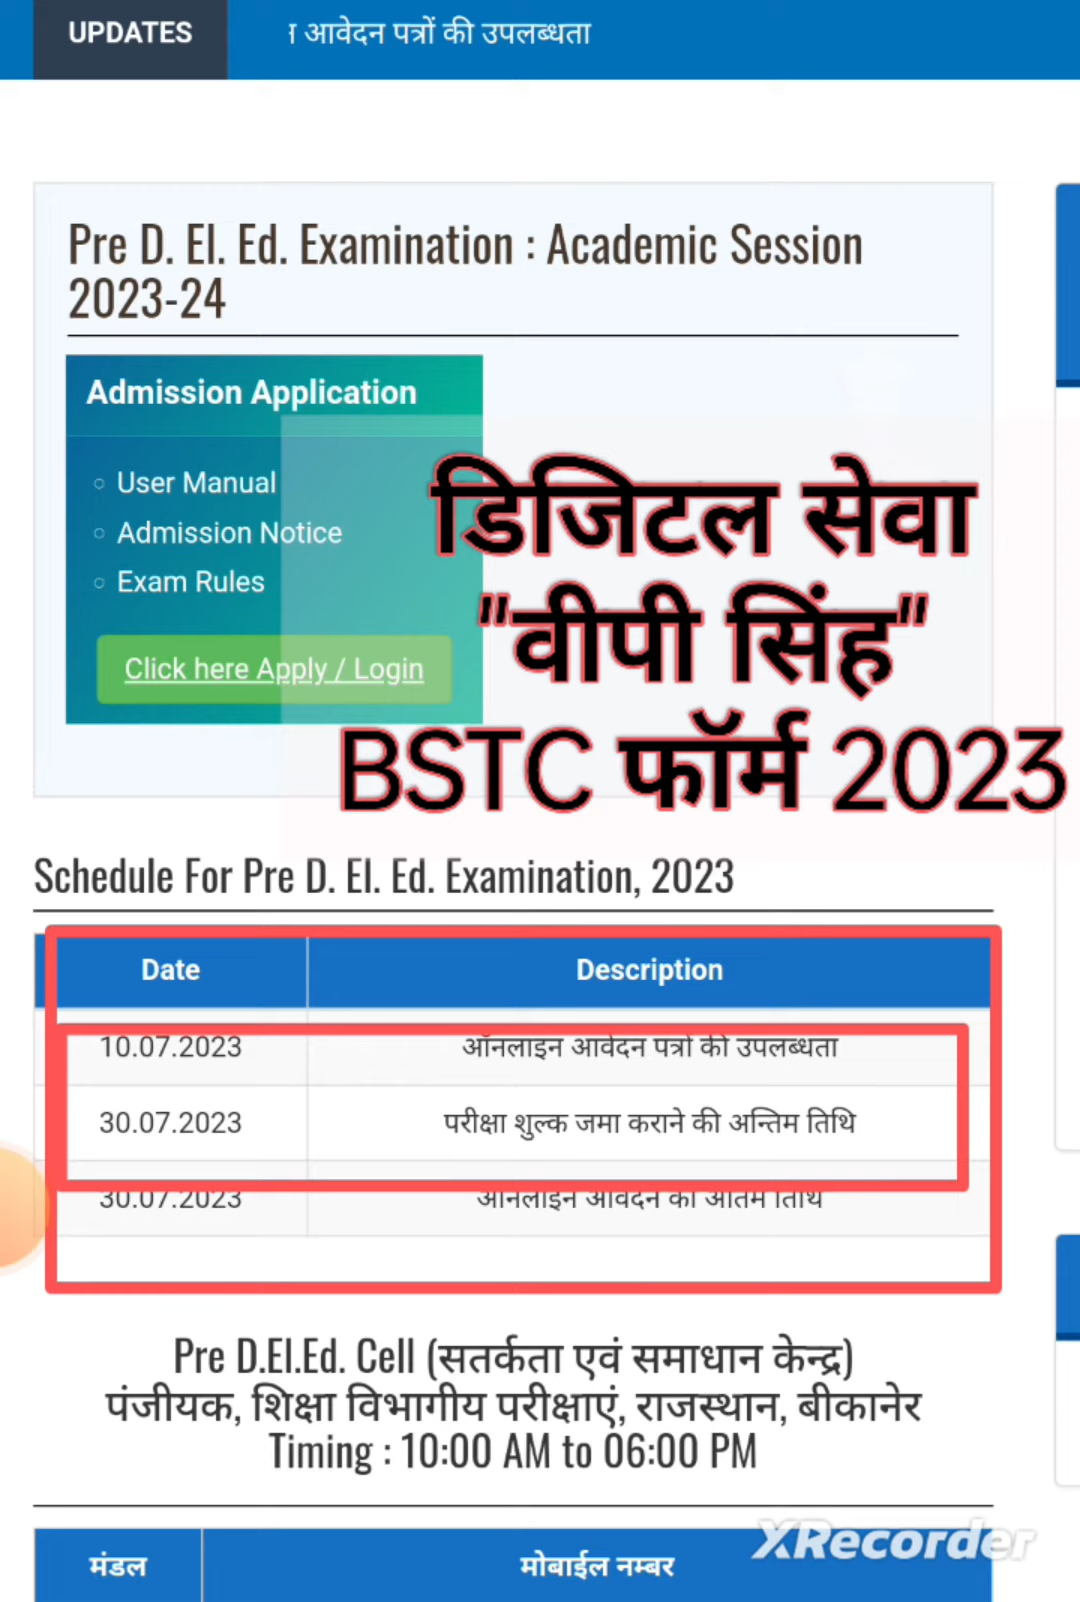 UPDATES
आवेदन पत्रों की उपलब्धता
Pre D. El. Ed. Examination : Academic Session
2023-24
Admission Application
User Manual
Admission Notice
Exam Rules
Click here Apply / Login
डिजिटल सेवा
"वीपी सिंह"
BSTC फॉर्म 2023
Schedule For Pre D. El. Ed. Examination, 2023
Date Description
10.07.2023 ऑनलाइन आवेदन पत्रों की उपलब्धता
30.07.2023 परीक्षा शुल्क जमा कराने की अन्तिम तिथि
30.07.2023 ऑनलाइन आवेदन की अंतिम तिथि
Pre D.El.Ed. Cell (सतर्कता एवं समाधान केन्द्र)
पंजीयक, शिक्षा विभागीय परीक्षाएं, राजस्थान, बीकानेर
Timing : 10:00 AM to 06:00 PM
XRecorder
मंडल मोबाईल नम्बर